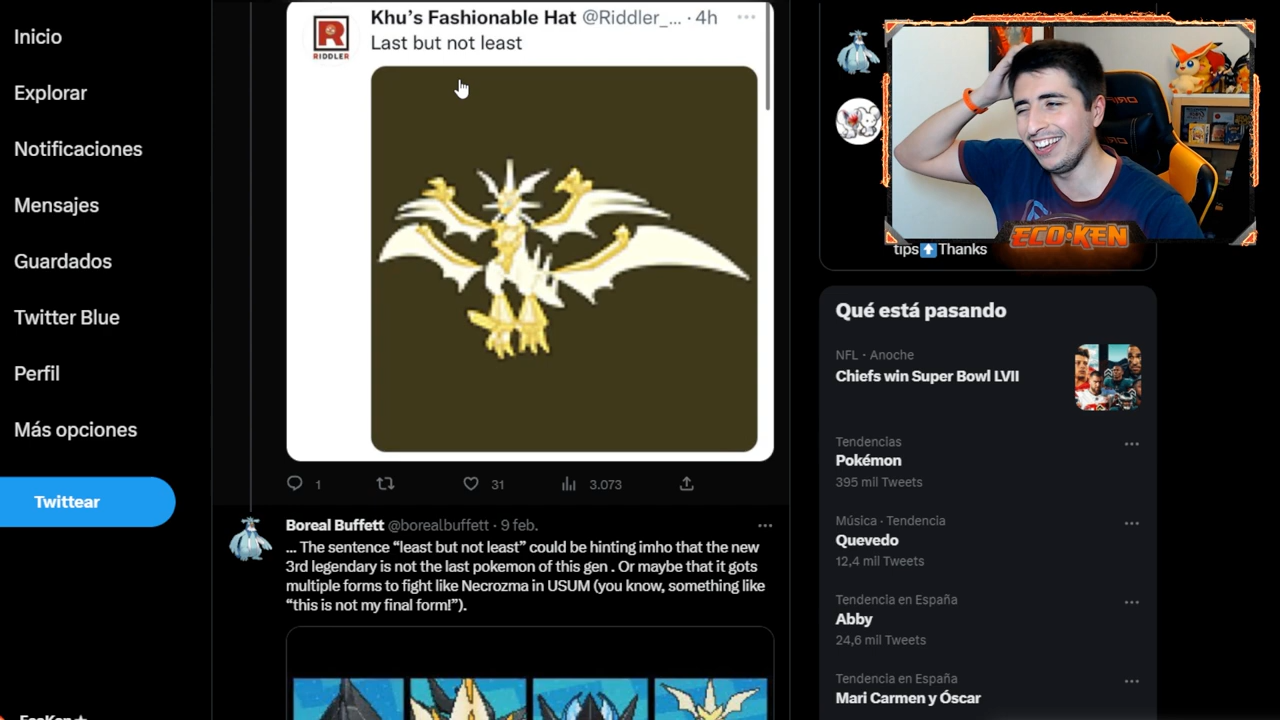 Inicio
Explorar
Notificaciones
Mensajes
Guardados
Twitter Blue
Perfil
Más opciones
Twittear
RIDDLER
Khu's Fashionable Hat @Riddler_... · 4h
Last but not least
1
31
3.073
Boreal Buffett @borealbuffett · 9 feb.
... The sentence “least but not least” could be hinting imho that the new
3rd legendary is not the last pokemon of this gen . Or maybe that it gots
multiple forms to fight like Necrozma in USUM (you know, something like
“this is not my final form!”).
ECO·KEN
tips⬆Thanks
Qué está pasando
NFL · Anoche
Chiefs win Super Bowl LVII
Tendencias
Pokémon
395 mil Tweets
Música · Tendencia
Quevedo
12,4 mil Tweets
Tendencia en España
Abby
24,6 mil Tweets
Tendencia en España
Mari Carmen y Óscar